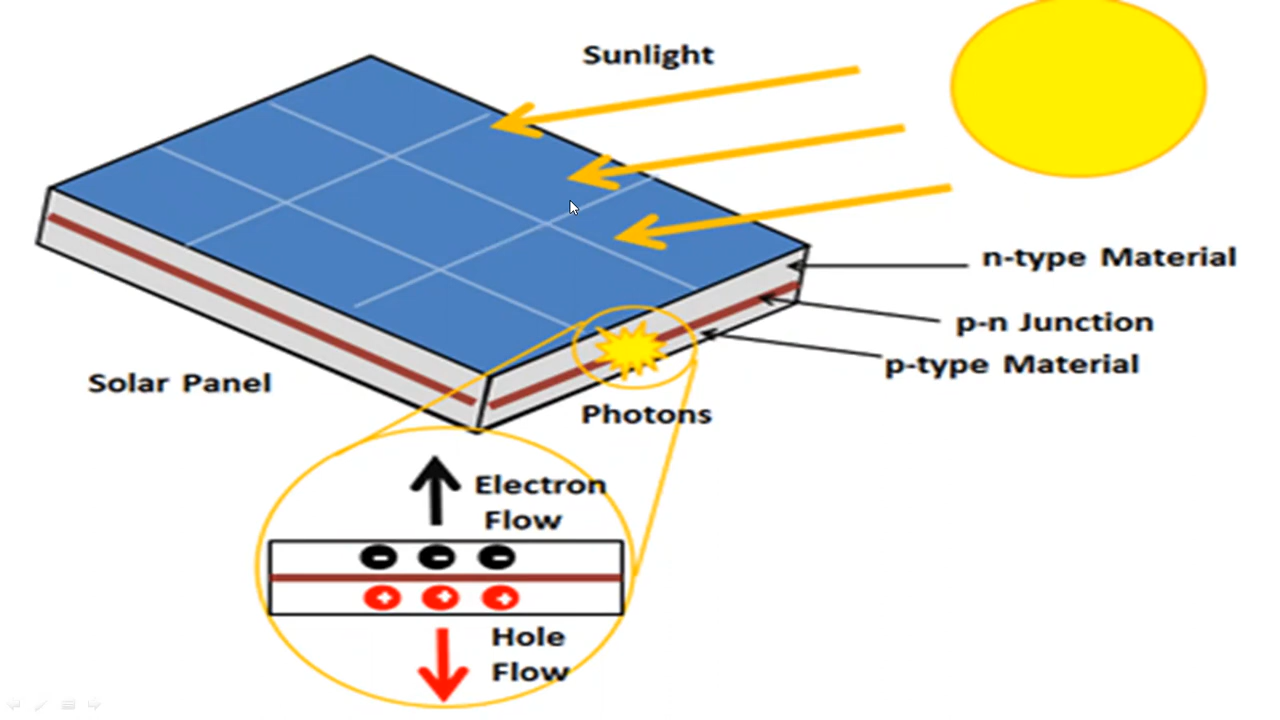 Sunlight
n-type Material
p-n Junction
p-type Material
Solar Panel
Photons
Electron
Flow
Hole
Flow